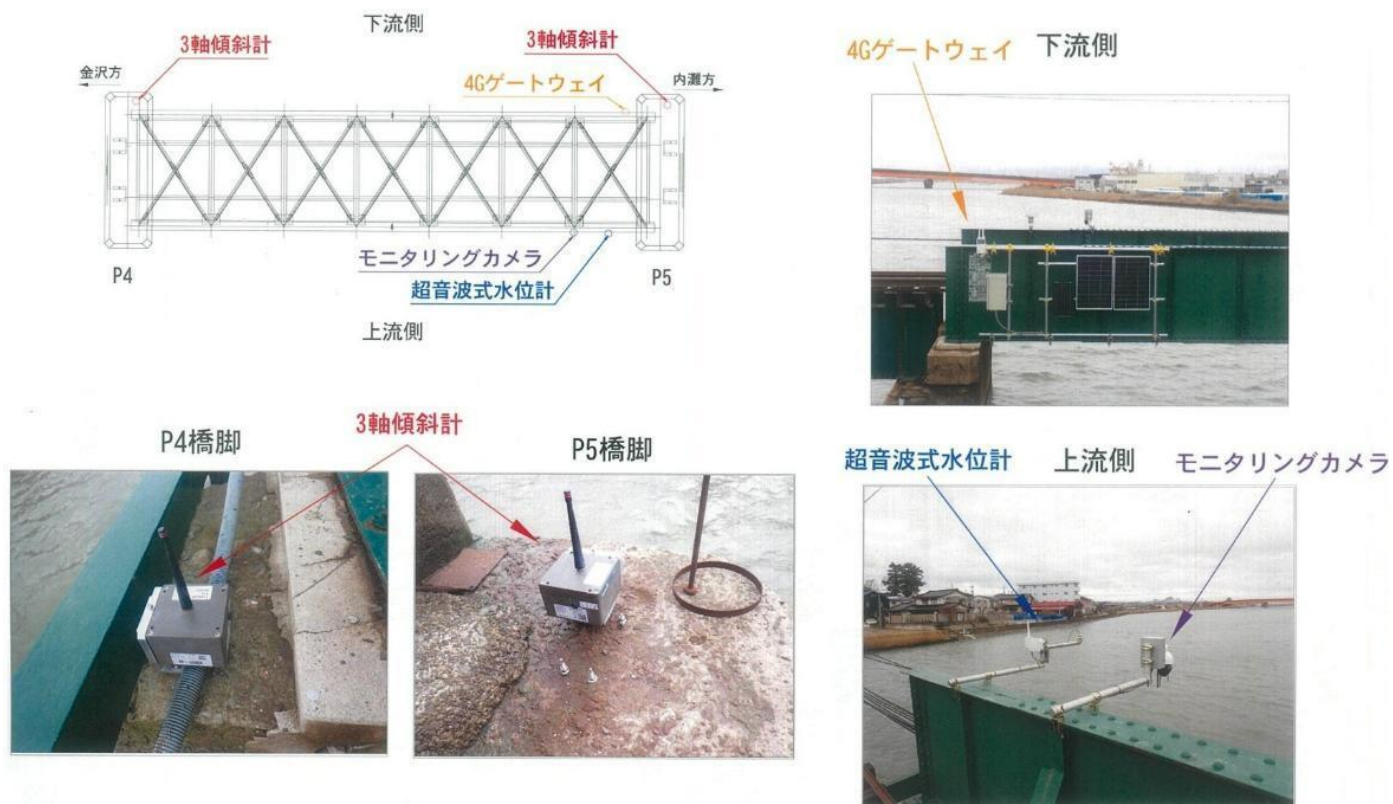 下流側
3軸傾斜計
3軸傾斜計
金沢方
4Gゲートウェイ
内灘方
モニタリングカメラ
P4
超音波式水位計
P5
上流側
4Gゲートウェイ
下流側
P4橋脚
3軸傾斜計
P5橋脚
超音波式水位計
上流側
モニタリングカメラ